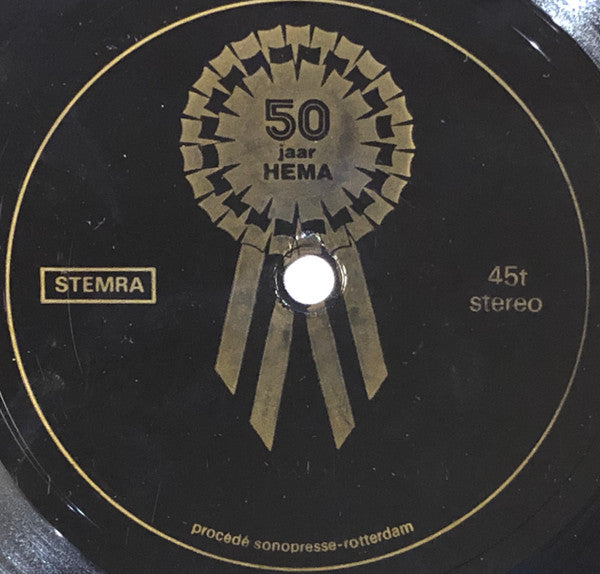 50
jaar
HEMA
STEMRA
45t
stereo
procédé sonopresse-rotterdam